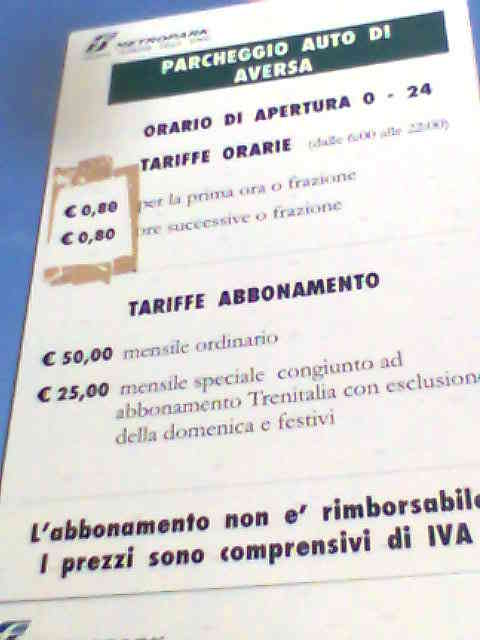 METROPARK
PARCHEGGIO AUTO DI
AVERSA
ORARIO DI APERTURA 0 - 24
TARIFFE ORARIE (dalle 6:00 alle 22:00)
€ 0,80 per la prima ora o frazione
€ 0,80 ore successive o frazione
TARIFFE ABBONAMENTO
€ 50,00 mensile ordinario
€ 25,00 mensile speciale congiunto ad
abbonamento Trenitalia con esclusion
della domenica e festivi
L'abbonamento non e' rimborsabile
I prezzi sono comprensivi di IVA